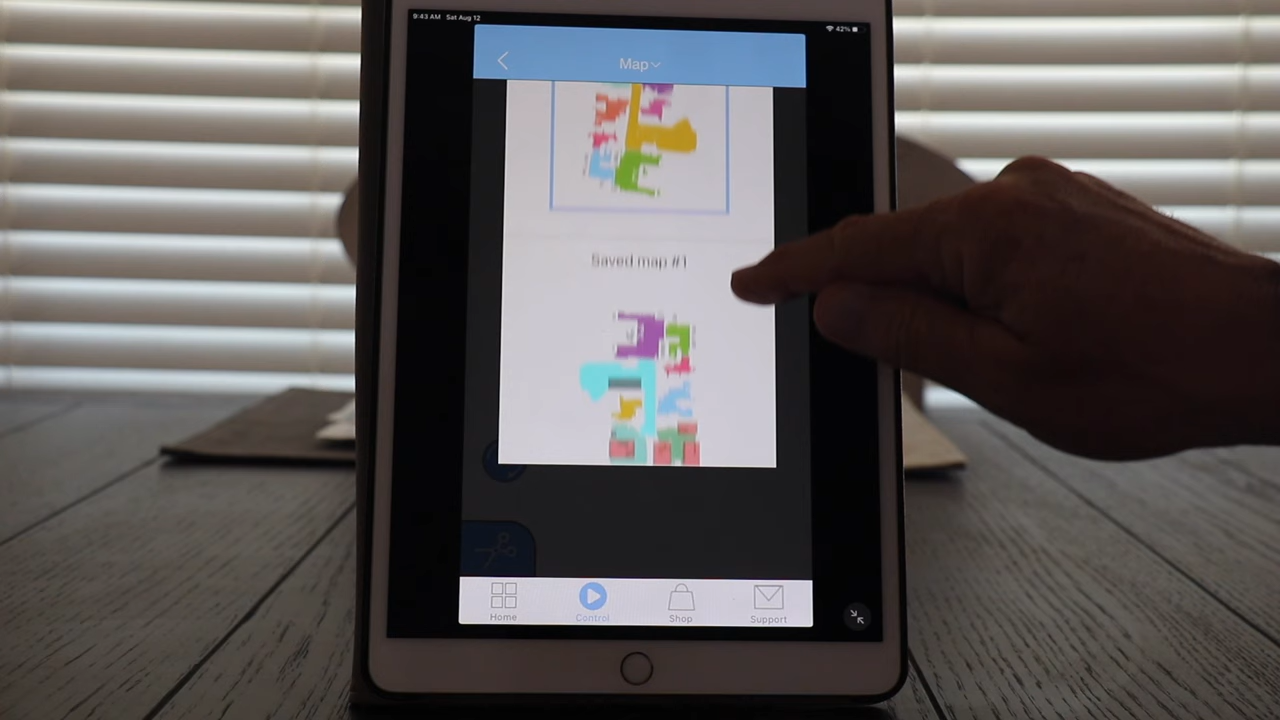 9:43 AM Sat Aug 12
42%
Map
Saved map #1
Home
Control
Shop
Support